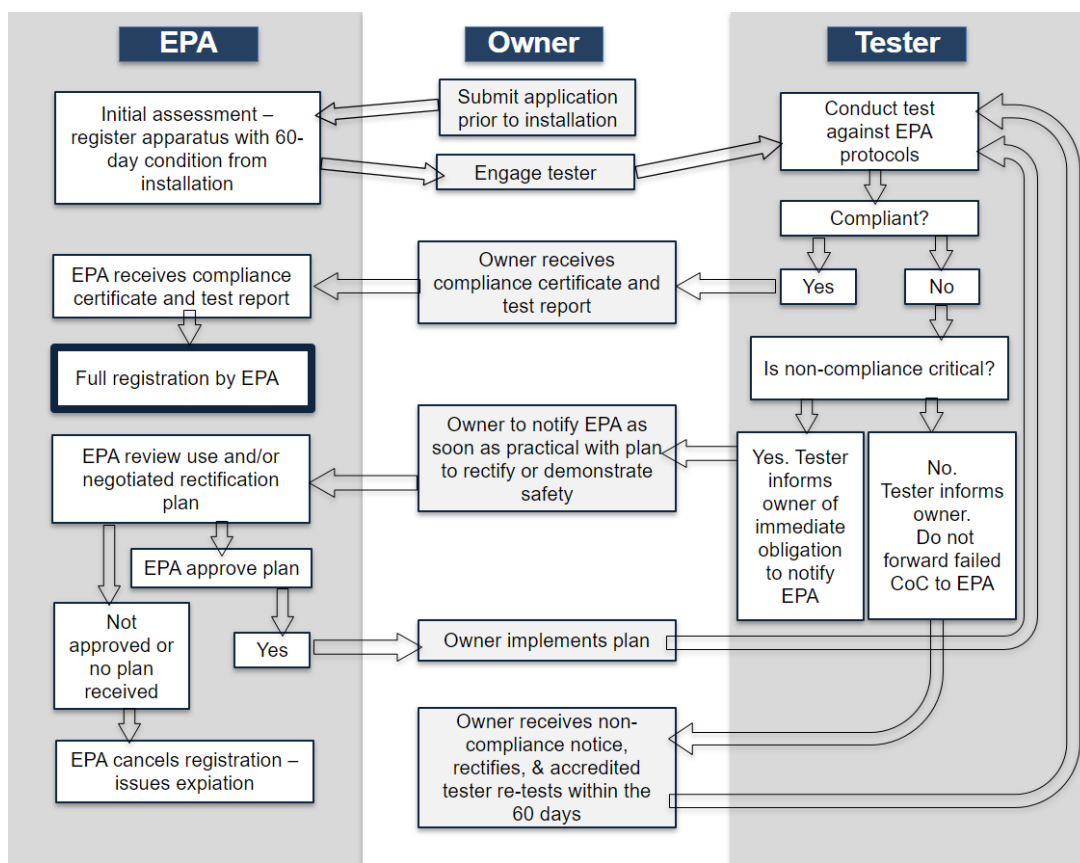 EPA
Owner
Tester
Submit application
prior to installation
Initial assessment –
register apparatus with 60-
day condition from
installation
Engage tester
Conduct test
against EPA
protocols
Compliant?
Yes
No
Owner receives
compliance certificate and
test report
EPA receives compliance
certificate and test report
Full registration by EPA
Is non-compliance critical?
Yes. Tester
informs
owner of
immediate
obligation
to notify
EPA
No.
Tester informs
owner.
Do not
forward failed
CoC to EPA
Owner to notify EPA as
soon as practical with plan
to rectify or demonstrate
safety
EPA review use and/or
negotiated rectification
plan
EPA approve plan
Not
approved or
no plan
received
Yes
Owner implements plan
EPA cancels registration –
issues expiation
Owner receives non-
compliance notice,
rectifies, & accredited
tester re-tests within the
60 days